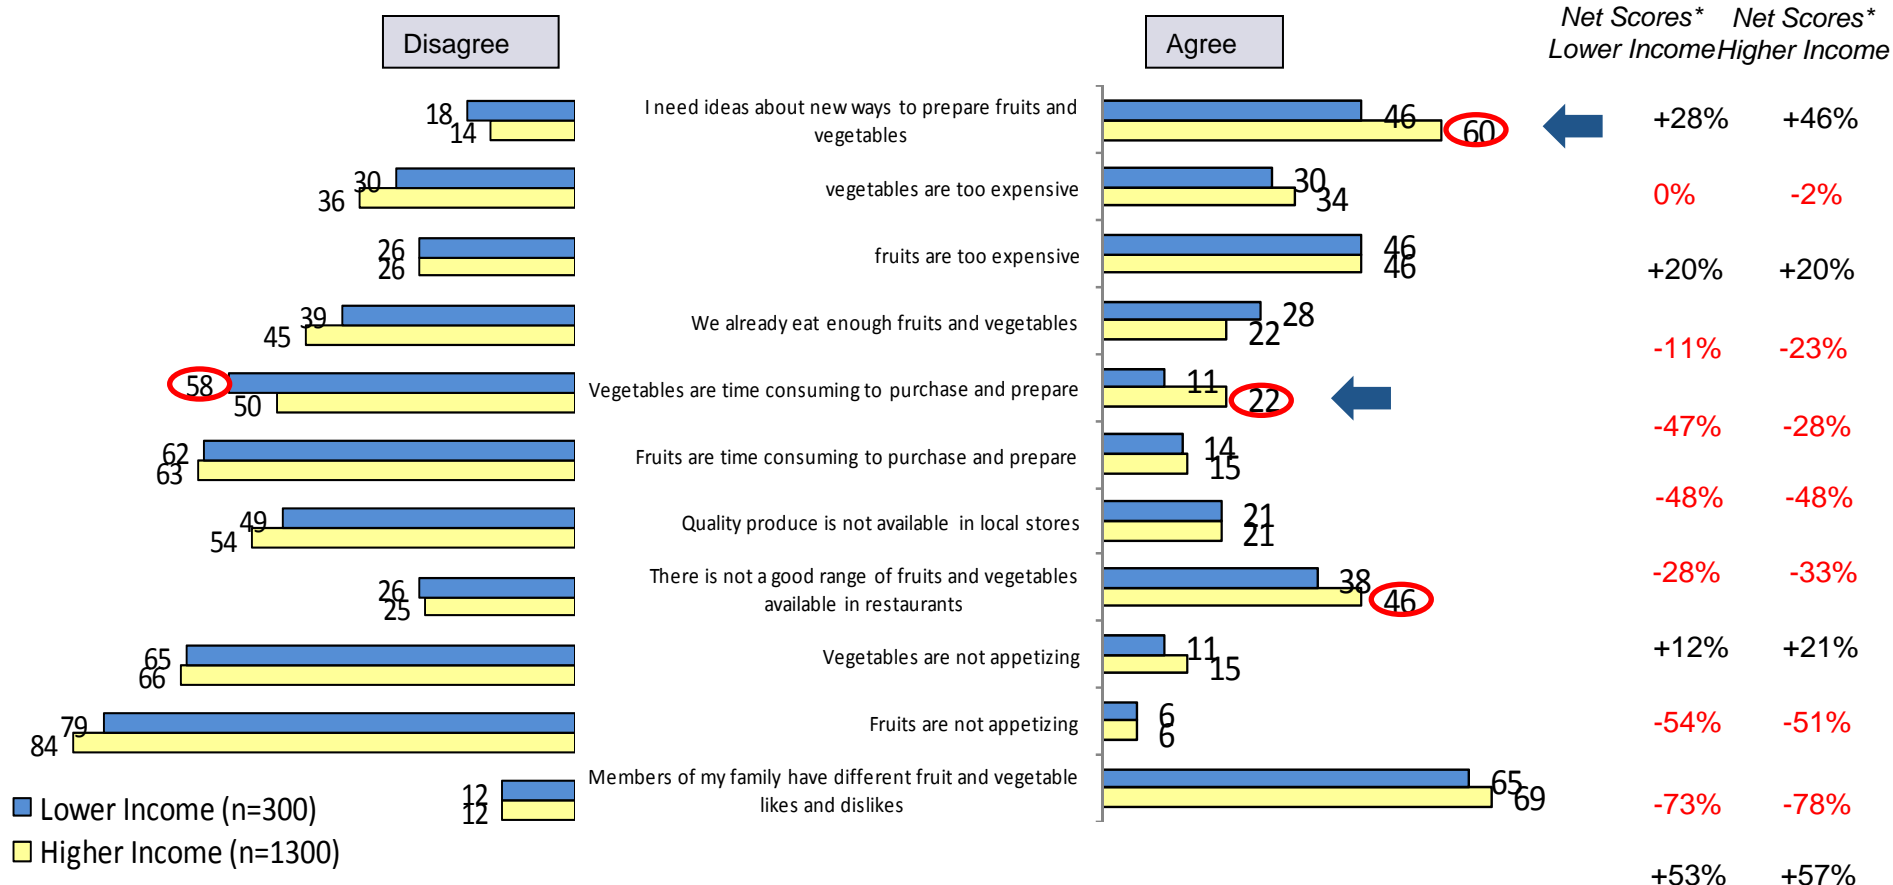 Disagree
Agree
Net Scores* Net Scores*
Lower Income Higher Income
18
14
I need ideas about new ways to prepare fruits and
vegetables
46
60
+28% +46%
30
36
vegetables are too expensive
30
34
0% -2%
26
26
fruits are too expensive
46
46
+20% +20%
39
45
We already eat enough fruits and vegetables
28
22
-11% -23%
58
50
Vegetables are time consuming to purchase and prepare
11
22
-47% -28%
62
63
Fruits are time consuming to purchase and prepare
14
15
-48% -48%
49
54
Quality produce is not available in local stores
21
21
-28% -33%
26
25
There is not a good range of fruits and vegetables
available in restaurants
38
46
+12% +21%
65
66
Vegetables are not appetizing
11
15
-54% -51%
79
84
Fruits are not appetizing
6
6
-73% -78%
12
12
Members of my family have different fruit and vegetable
likes and dislikes
65
69
+53% +57%
Lower Income (n=300)
Higher Income (n=1300)